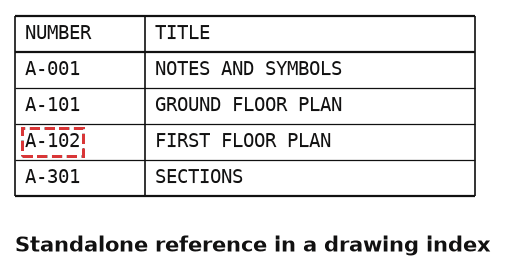 NUMBER TITLE
A-001 NOTES AND SYMBOLS
A-101 GROUND FLOOR PLAN
A-102 FIRST FLOOR PLAN
A-301 SECTIONS
Standalone reference in a drawing index